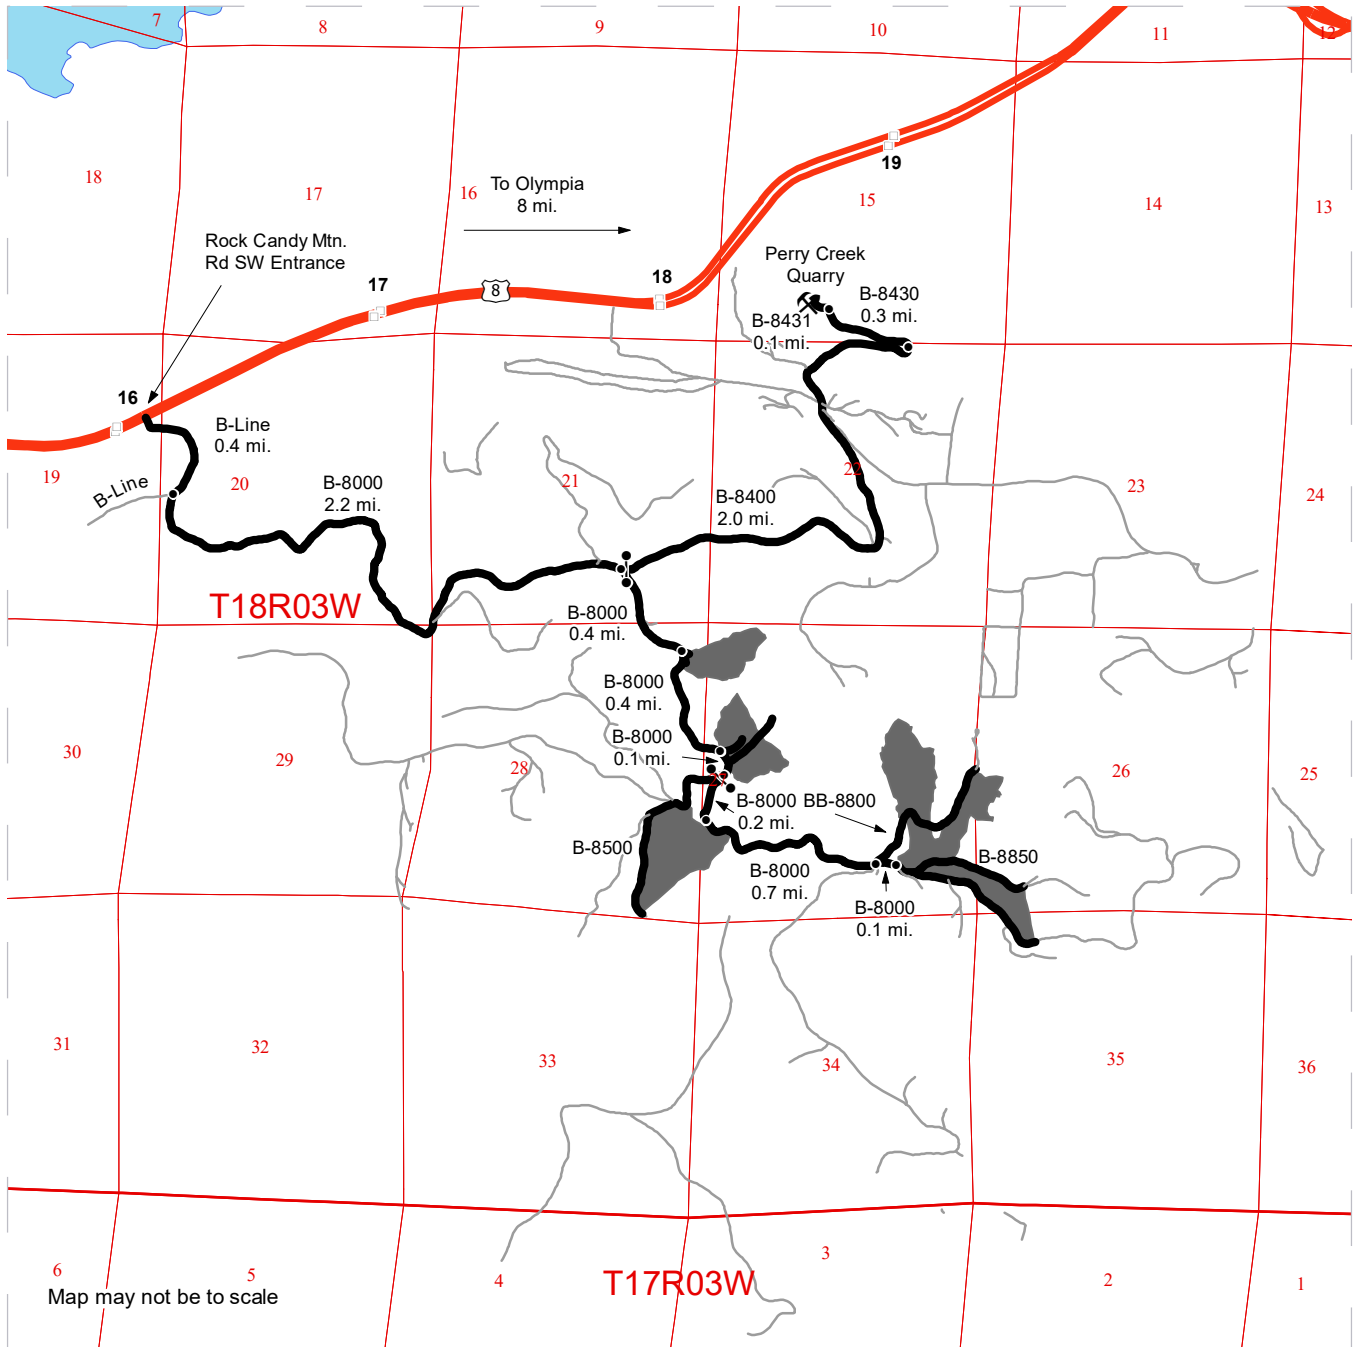 7
8
9
10
11
12
18
17
16
To Olympia
8 mi.
19
15
14
13
Rock Candy Mtn.
Rd SW Entrance
17
8
18
Perry Creek
Quarry
B-8430
0.3 mi.
B-8431
0.1 mi.
16
B-Line
0.4 mi.
19
B-Line
20
B-8000
2.2 mi.
21
B-8400
2.0 mi.
22
23
24
T18R03W
B-8000
0.4 mi.
B-8000
0.4 mi.
B-8000
0.1 mi.
30
29
28
27
26
25
B-8000
0.2 mi.
BB-8800
B-8500
B-8000
0.7 mi.
B-8850
B-8000
0.1 mi.
31
32
33
34
35
36
6
5
4
3
2
1
T17R03W
Map may not be to scale